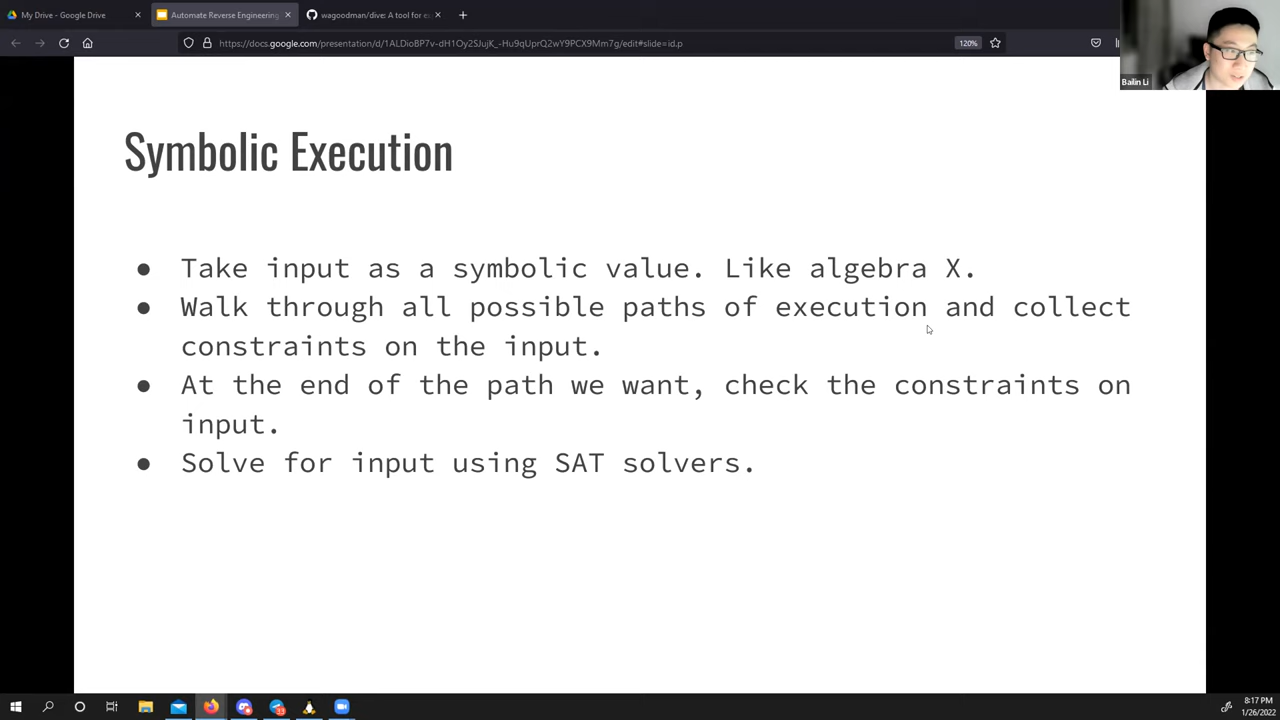 My Drive - Google Drive
Automate Reverse Engineering
wagoodman/dive: A tool for e
https://docs.google.com/presentation/d/1ALDioBP7v-dH1Oy2SJujK_-Hu9qUprQ2wY9PCX9Mm7g/edit#slide=id.p
120%
Bailin Li
Symbolic Execution
● Take input as a symbolic value. Like algebra X.
● Walk through all possible paths of execution and collect
constraints on the input.
● At the end of the path we want, check the constraints on
input.
● Solve for input using SAT solvers.
8:17 PM
1/26/2022